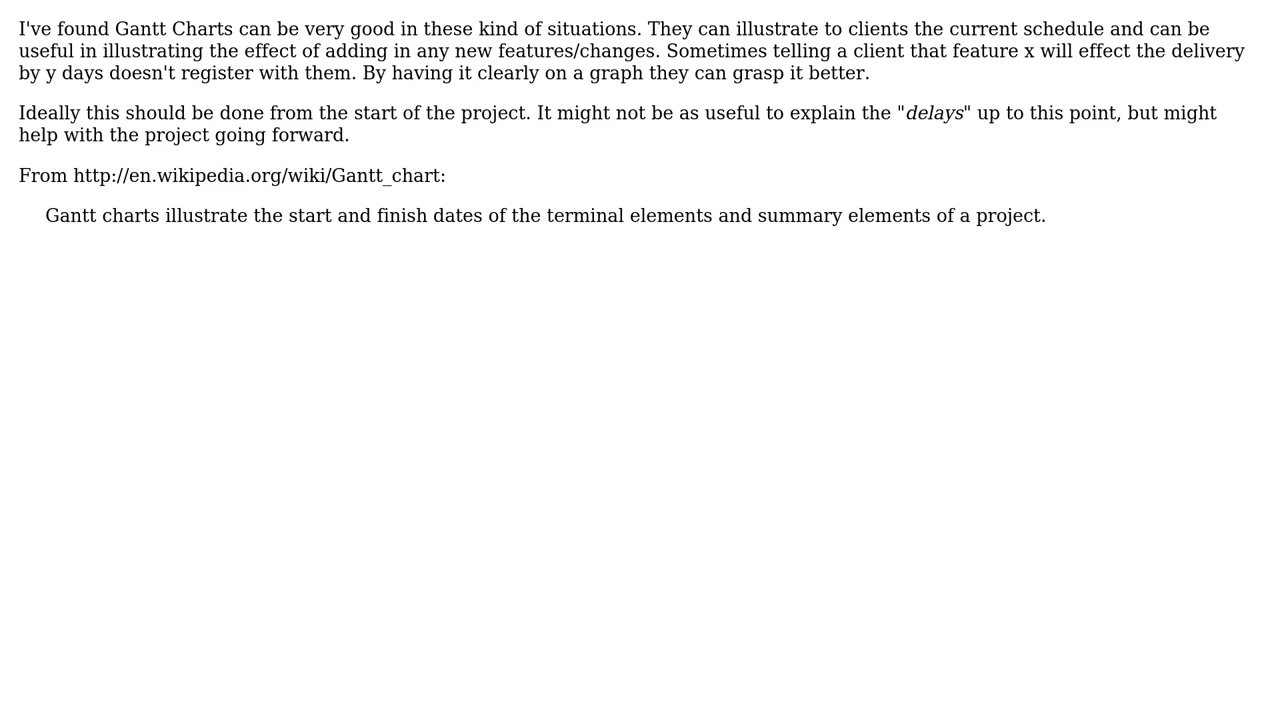 I've found Gantt Charts can be very good in these kind of situations. They can illustrate to clients the current schedule and can be
useful in illustrating the effect of adding in any new features/changes. Sometimes telling a client that feature x will effect the delivery
by y days doesn't register with them. By having it clearly on a graph they can grasp it better.
Ideally this should be done from the start of the project. It might not be as useful to explain the "delays" up to this point, but might
help with the project going forward.
From http://en.wikipedia.org/wiki/Gantt_chart:
Gantt charts illustrate the start and finish dates of the terminal elements and summary elements of a project.